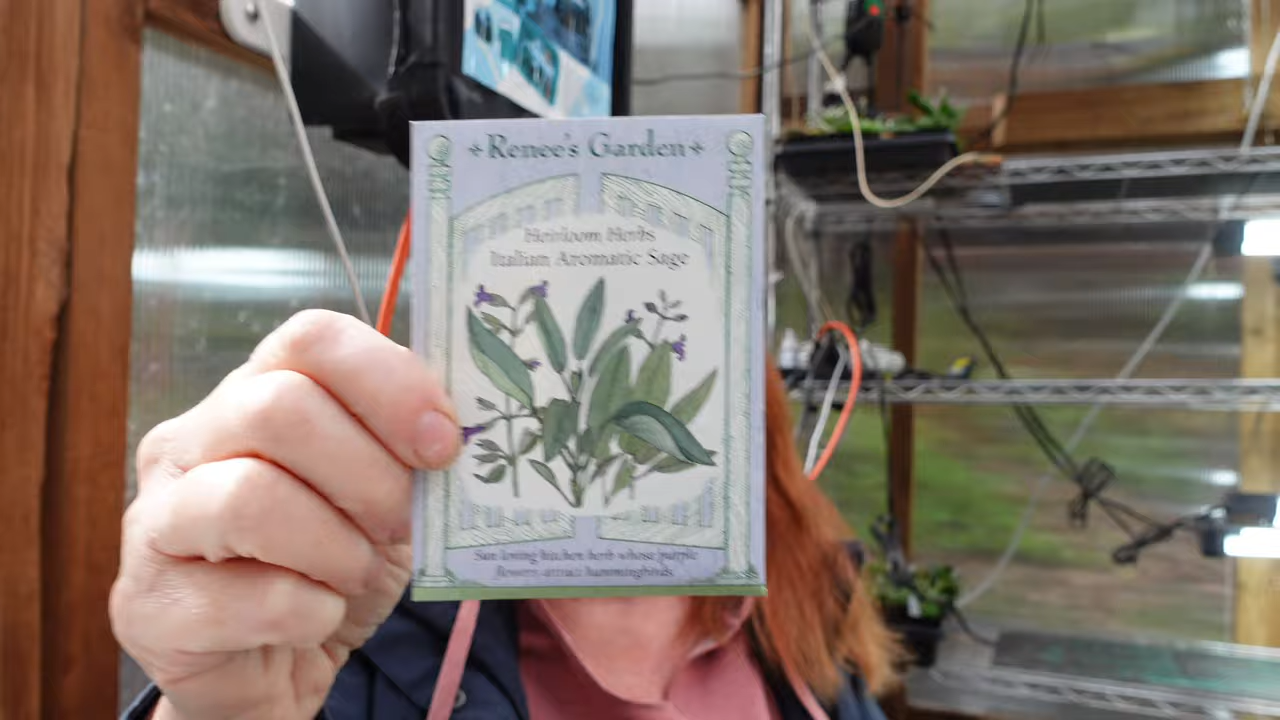 Renee's Garden
Heirloom Herbs
Italian Aromatic Sage
Sun loving kitchen herb whose purple
flowers attract hummingbirds